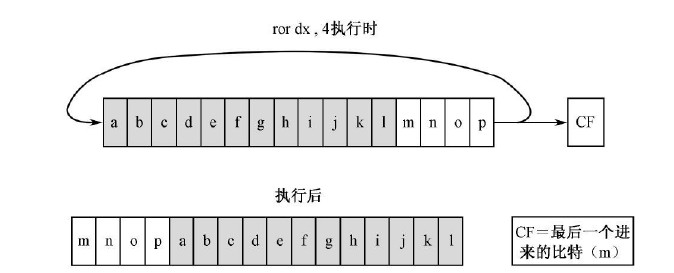 ror dx , 4执行时
a b c d e f g h i j k l m n o p CF
执行后
m n o p a b c d e f g h i j k l
CF＝最后一个进
来的比特（m）